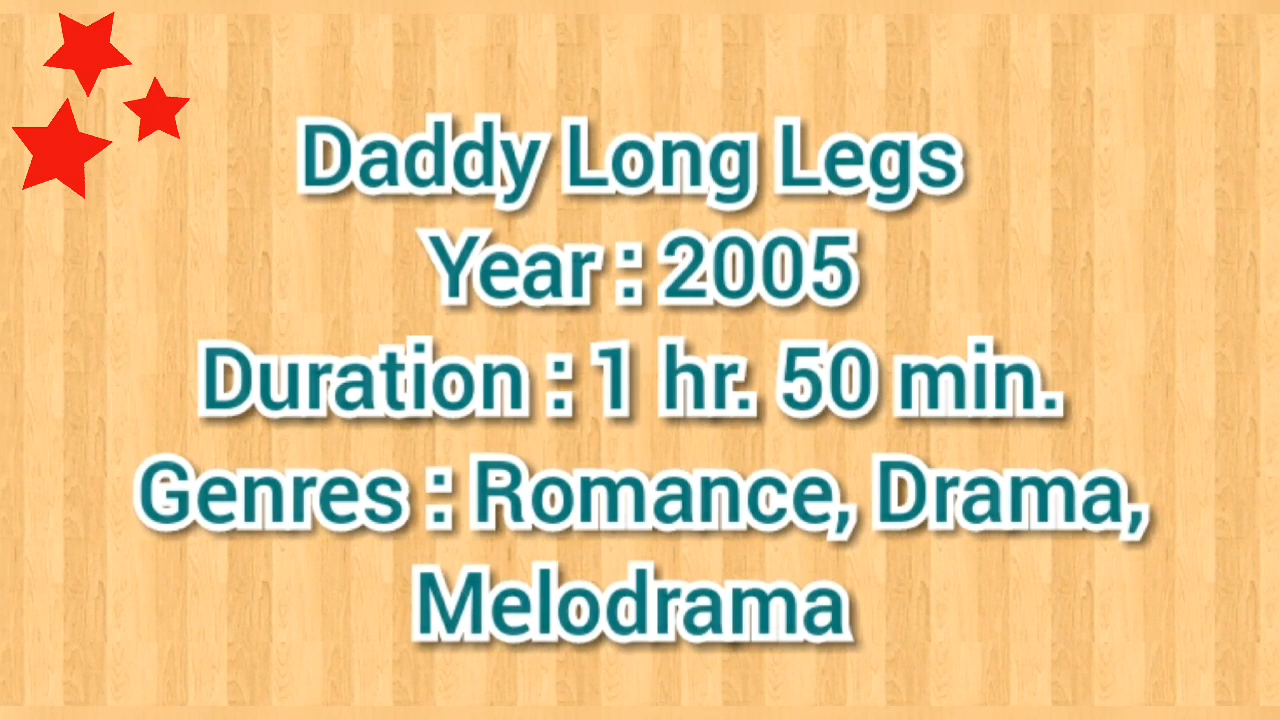 Daddy Long Legs
Year : 2005
Duration : 1 hr. 50 min.
Genres : Romance, Drama,
Melodrama